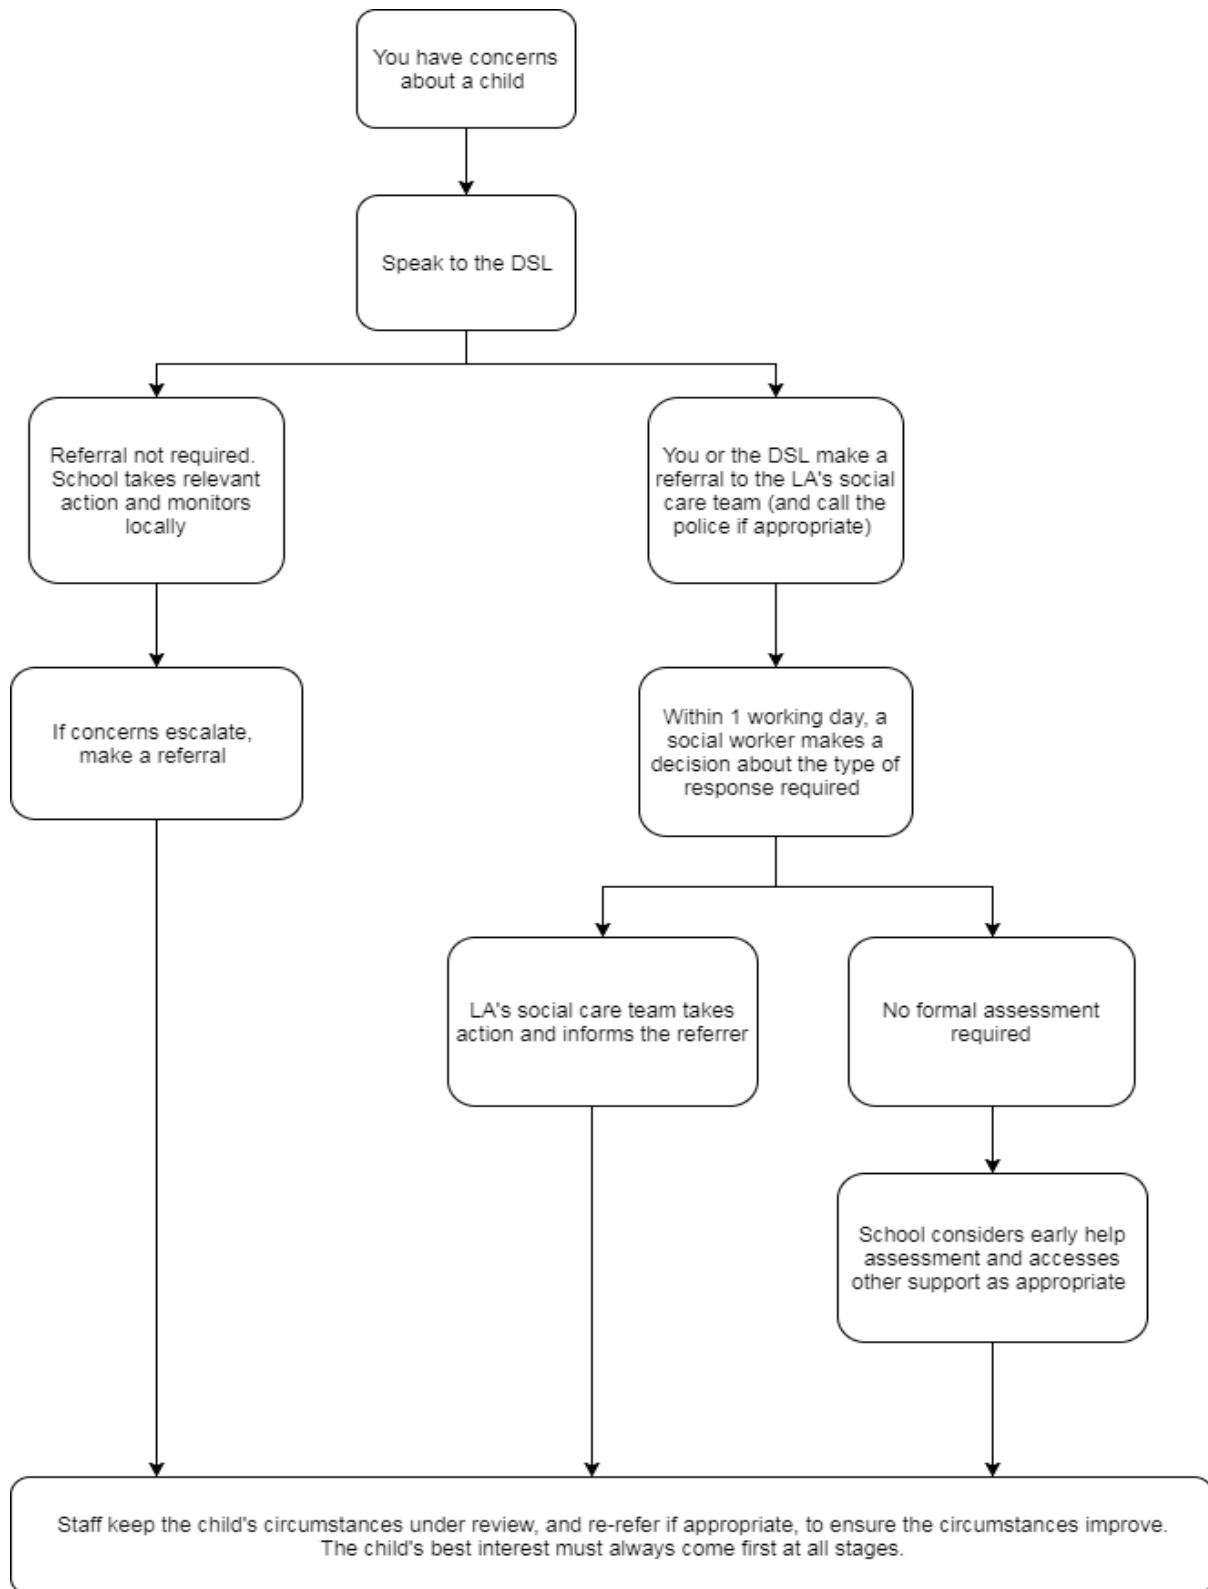 You have concerns
about a child
Speak to the DSL
Referral not required.
School takes relevant
action and monitors
locally
You or the DSL make a
referral to the LA's social
care team (and call the
police if appropriate)
If concerns escalate,
make a referral
Within 1 working day, a
social worker makes a
decision about the type of
response required
LA's social care team takes
action and informs the referrer
No formal assessment
required
School considers early help
assessment and accesses
other support as appropriate
Staff keep the child's circumstances under review, and re-refer if appropriate, to ensure the circumstances improve.
The child's best interest must always come first at all stages.